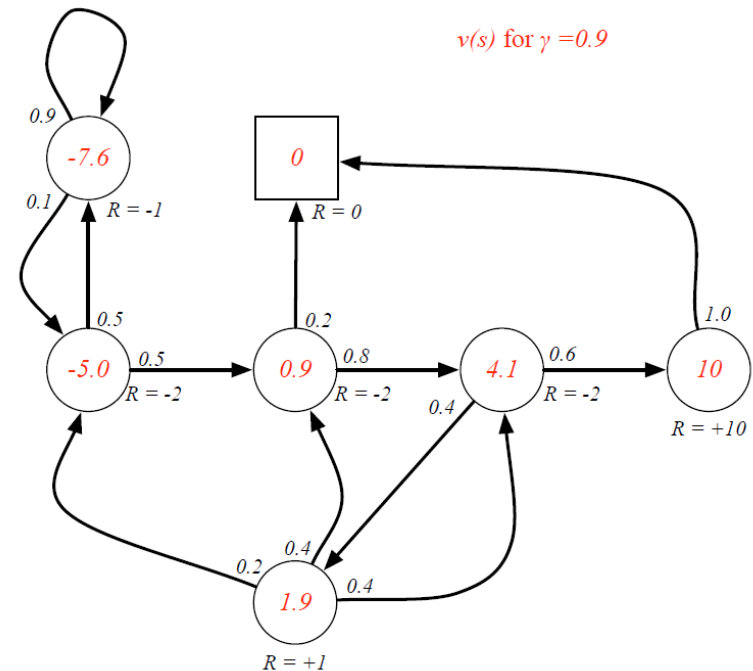 v(s) for γ =0.9
0.9
-7.6
0
0.1
R = -1
R = 0
0.5
0.2
1.0
-5.0
0.5
0.9
0.8
4.1
0.6
10
R = -2
R = -2
0.4
R = -2
R = +10
0.4
0.2
0.4
1.9
R = +1